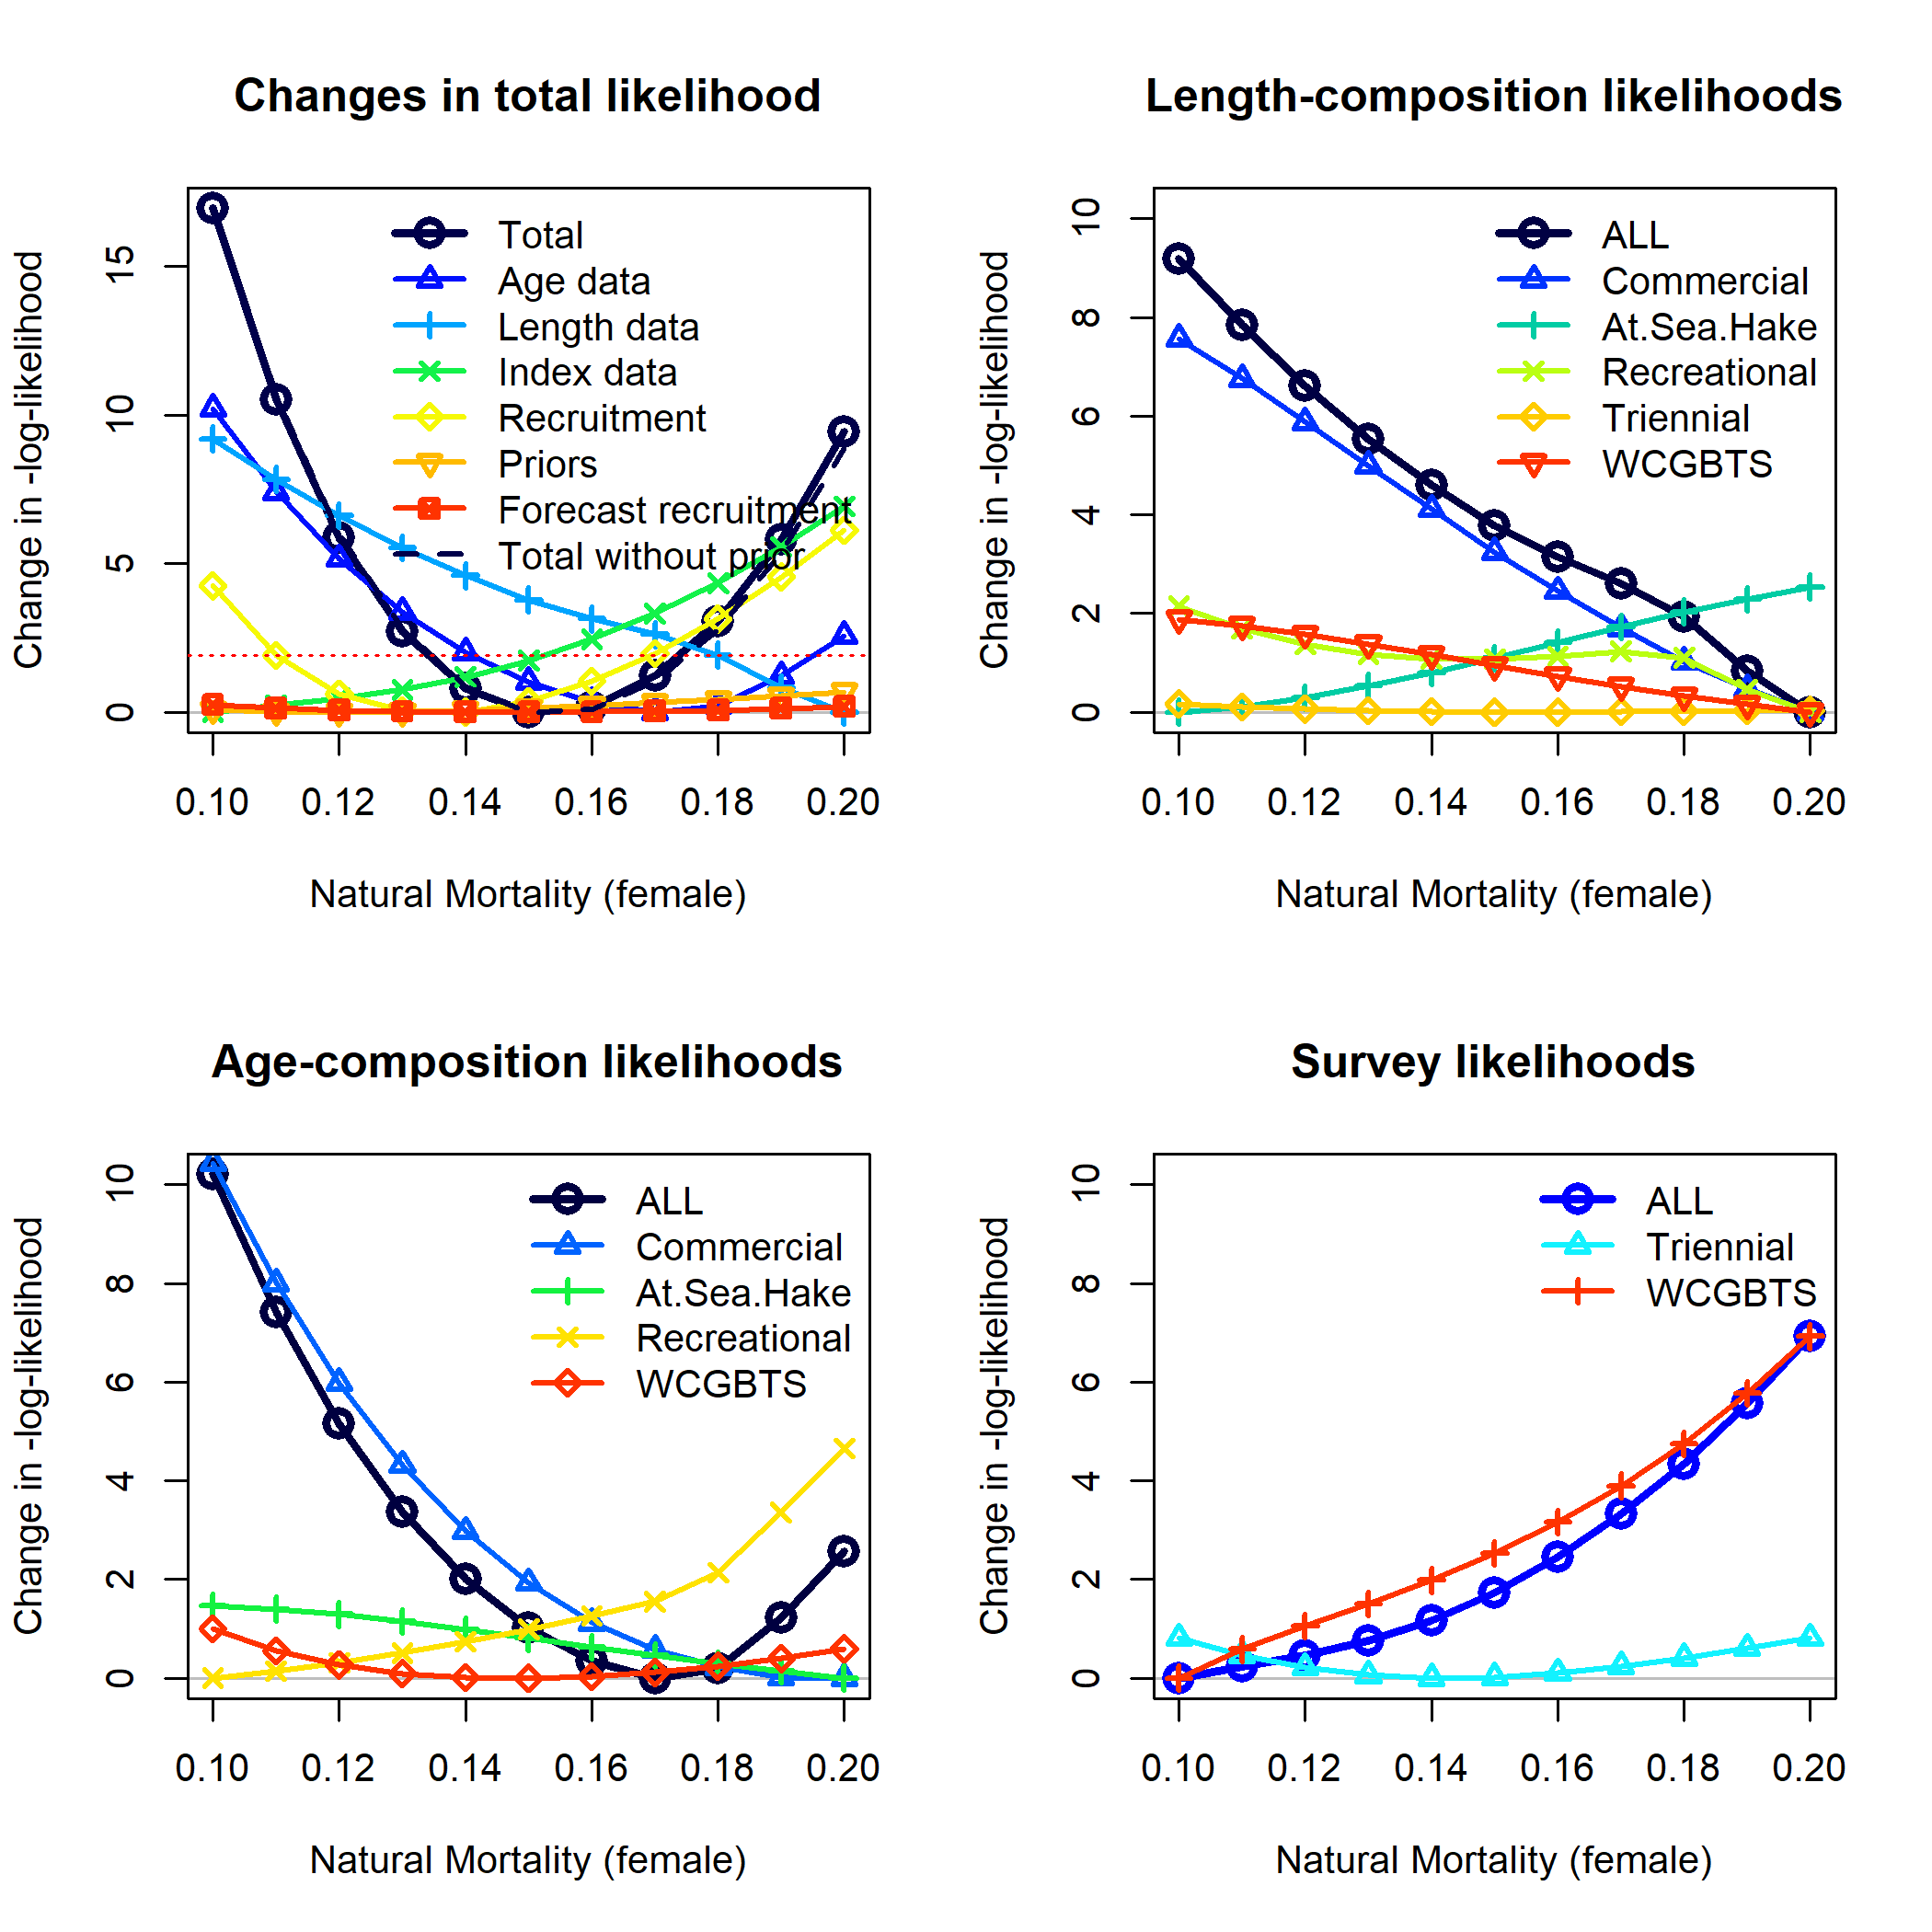 Changes in total likelihood
Change in -log-likelihood
15
10
5
0
Total
Age data
Length data
Index data
Recruitment
Priors
Forecast recruitment
Total without prior
0.10 0.12 0.14 0.16 0.18 0.20
Natural Mortality (female)
Length-composition likelihoods
Change in -log-likelihood
10
8
6
4
2
0
ALL
Commercial
At.Sea.Hake
Recreational
Triennial
WCGBTS
0.10 0.12 0.14 0.16 0.18 0.20
Natural Mortality (female)
Age-composition likelihoods
Change in -log-likelihood
10
8
6
4
2
0
ALL
Commercial
At.Sea.Hake
Recreational
WCGBTS
0.10 0.12 0.14 0.16 0.18 0.20
Natural Mortality (female)
Survey likelihoods
Change in -log-likelihood
10
8
6
4
2
0
ALL
Triennial
WCGBTS
0.10 0.12 0.14 0.16 0.18 0.20
Natural Mortality (female)